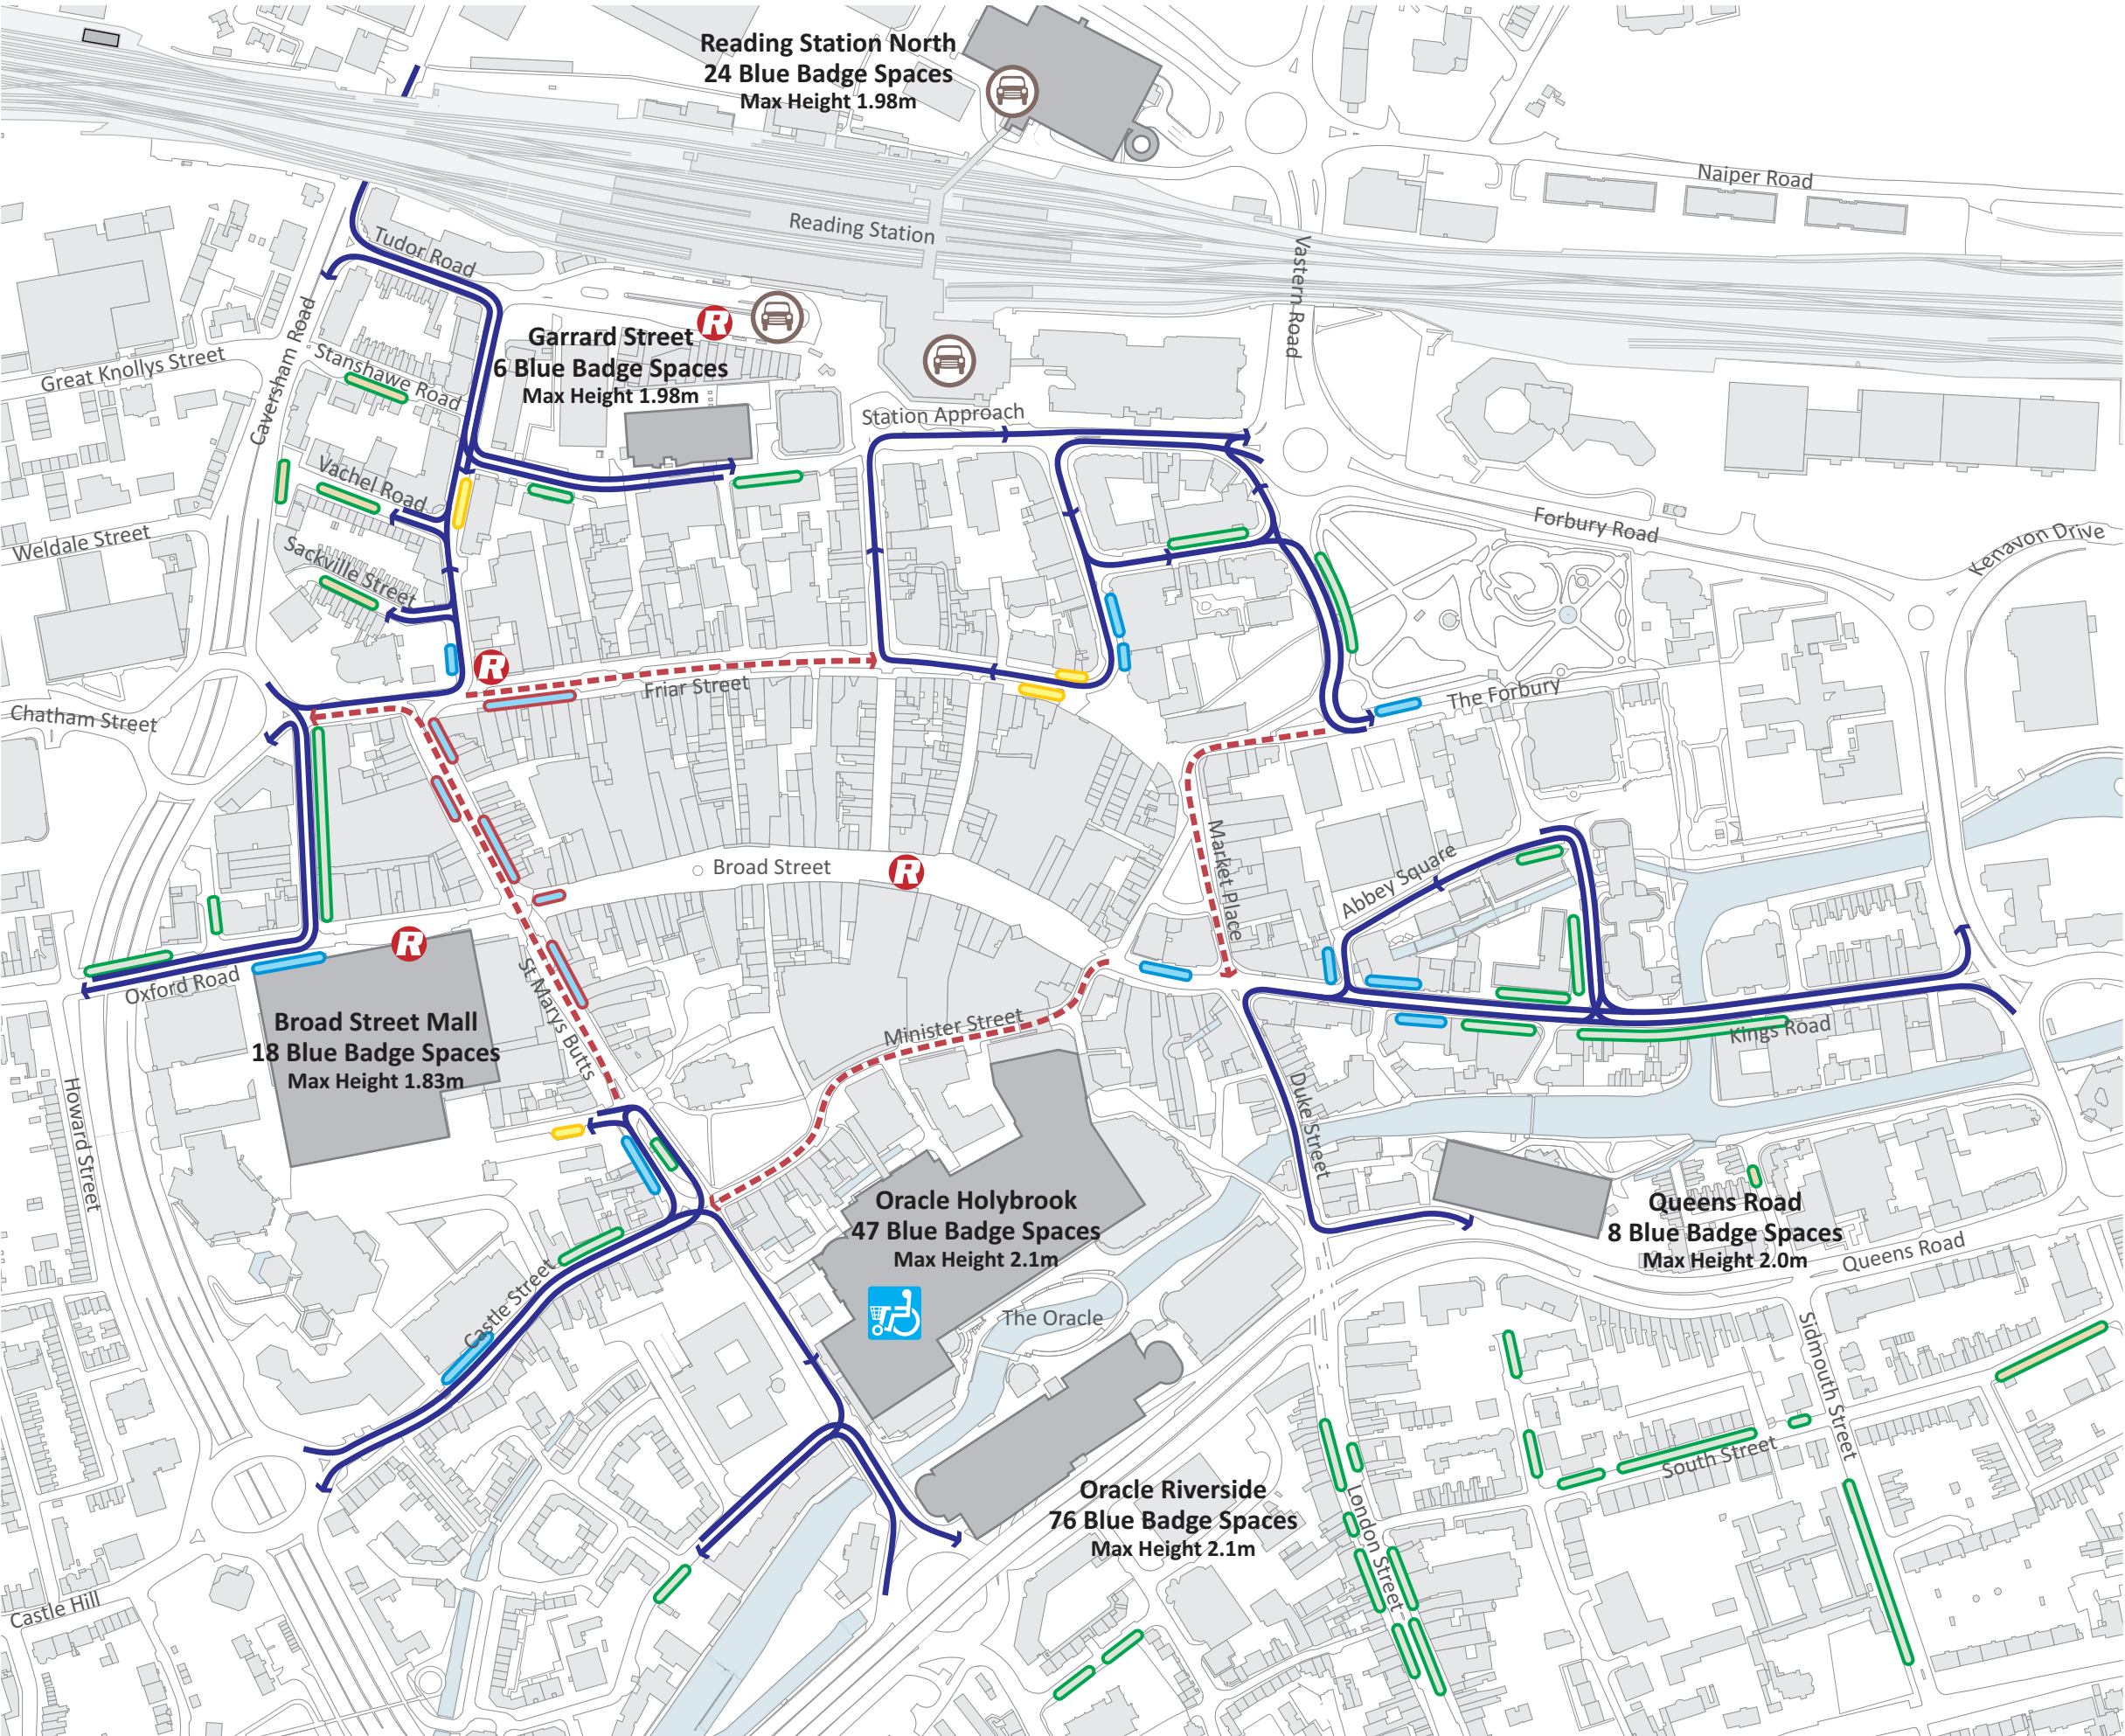 Reading Station North
24 Blue Badge Spaces
Max Height 1.98m
Naiper Road
Reading Station
Tudor Road
Vastern Road
R
Garrard Street
6 Blue Badge Spaces
Max Height 1.98m
Great Knollys Street
Caversham Road
Stanshawe Road
Station Approach
Vachel Road
Forbury Road
Kenavon Drive
Weldale Street
Sackville Street
R
Friar Street
The Forbury
Chatham Street
Market Place
Abbey Square
Broad Street
R
R
Oxford Road
St Marys Butts
Broad Street Mall
18 Blue Badge Spaces
Max Height 1.83m
Minister Street
Kings Road
Howard Street
Duke Street
Oracle Holybrook
47 Blue Badge Spaces
Max Height 2.1m
Queens Road
8 Blue Badge Spaces
Max Height 2.0m
Queens Road
Castle Street
The Oracle
Sidmouth Street
South Street
Oracle Riverside
76 Blue Badge Spaces
Max Height 2.1m
London Street
Castle Hill